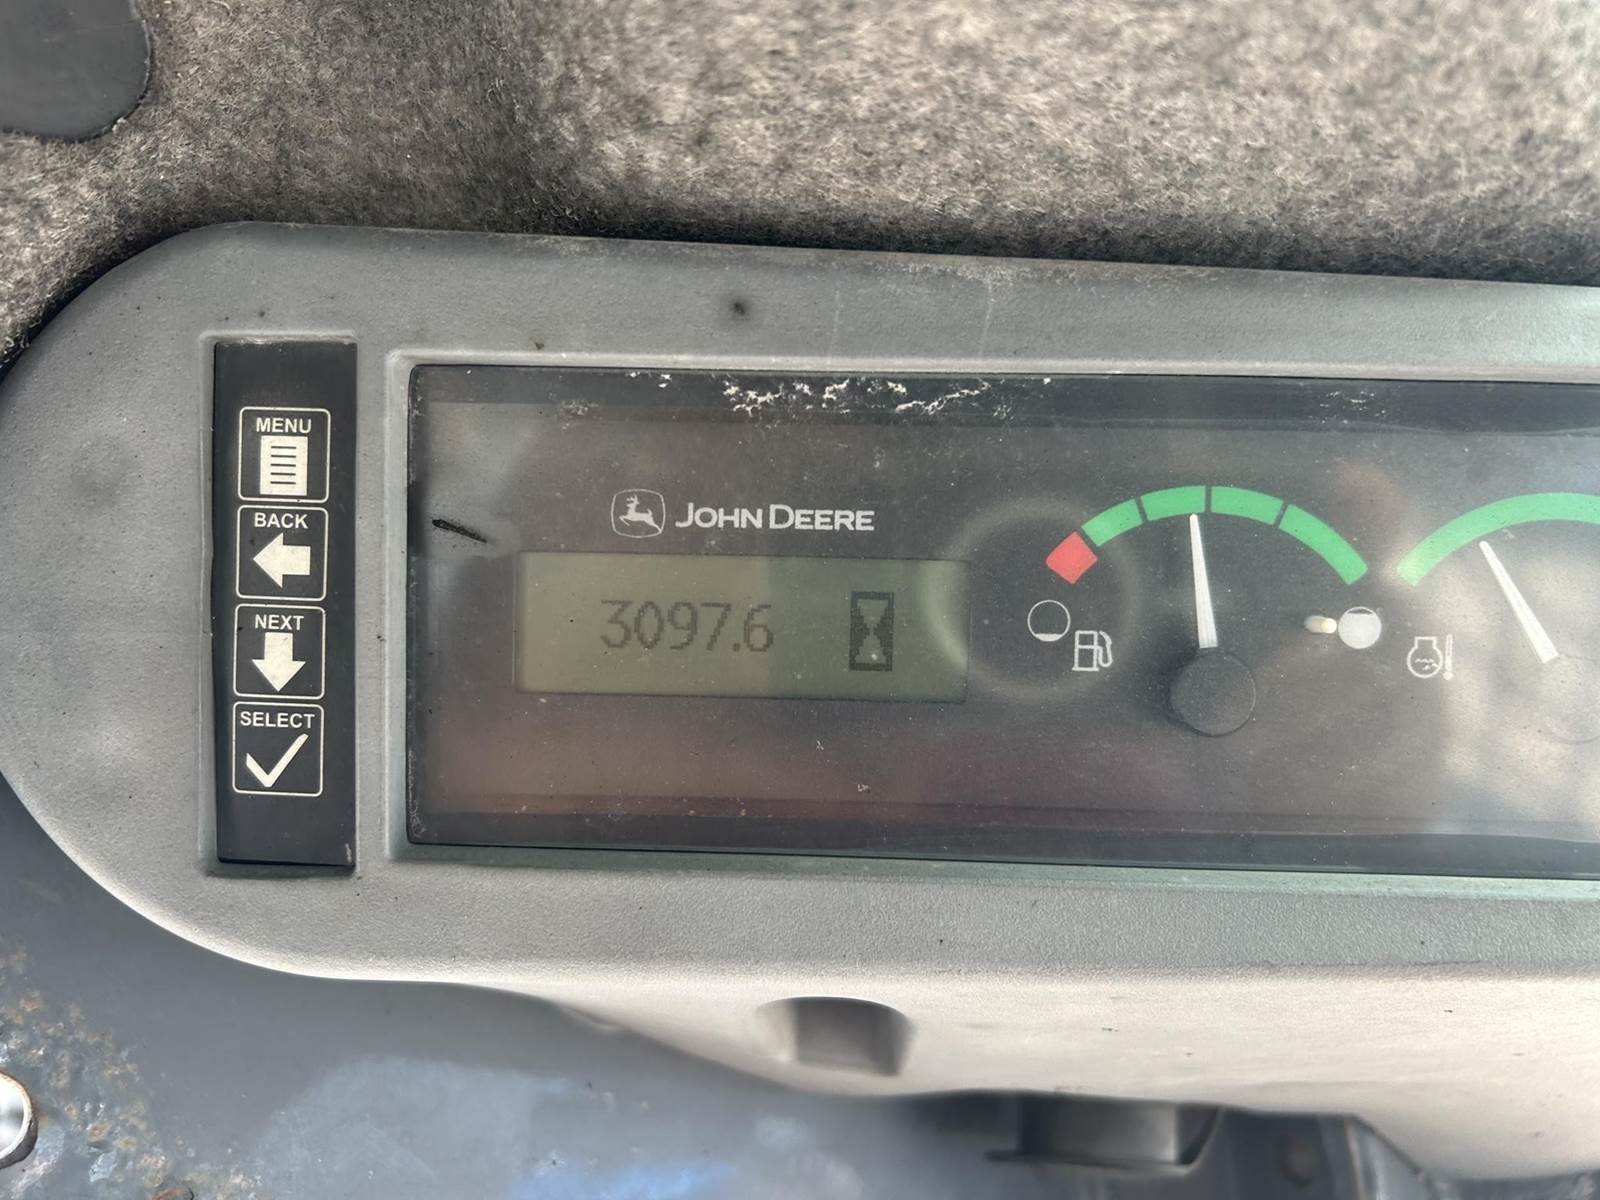 MENU
BACK
NEXT
SELECT
JOHN DEERE
3097.6